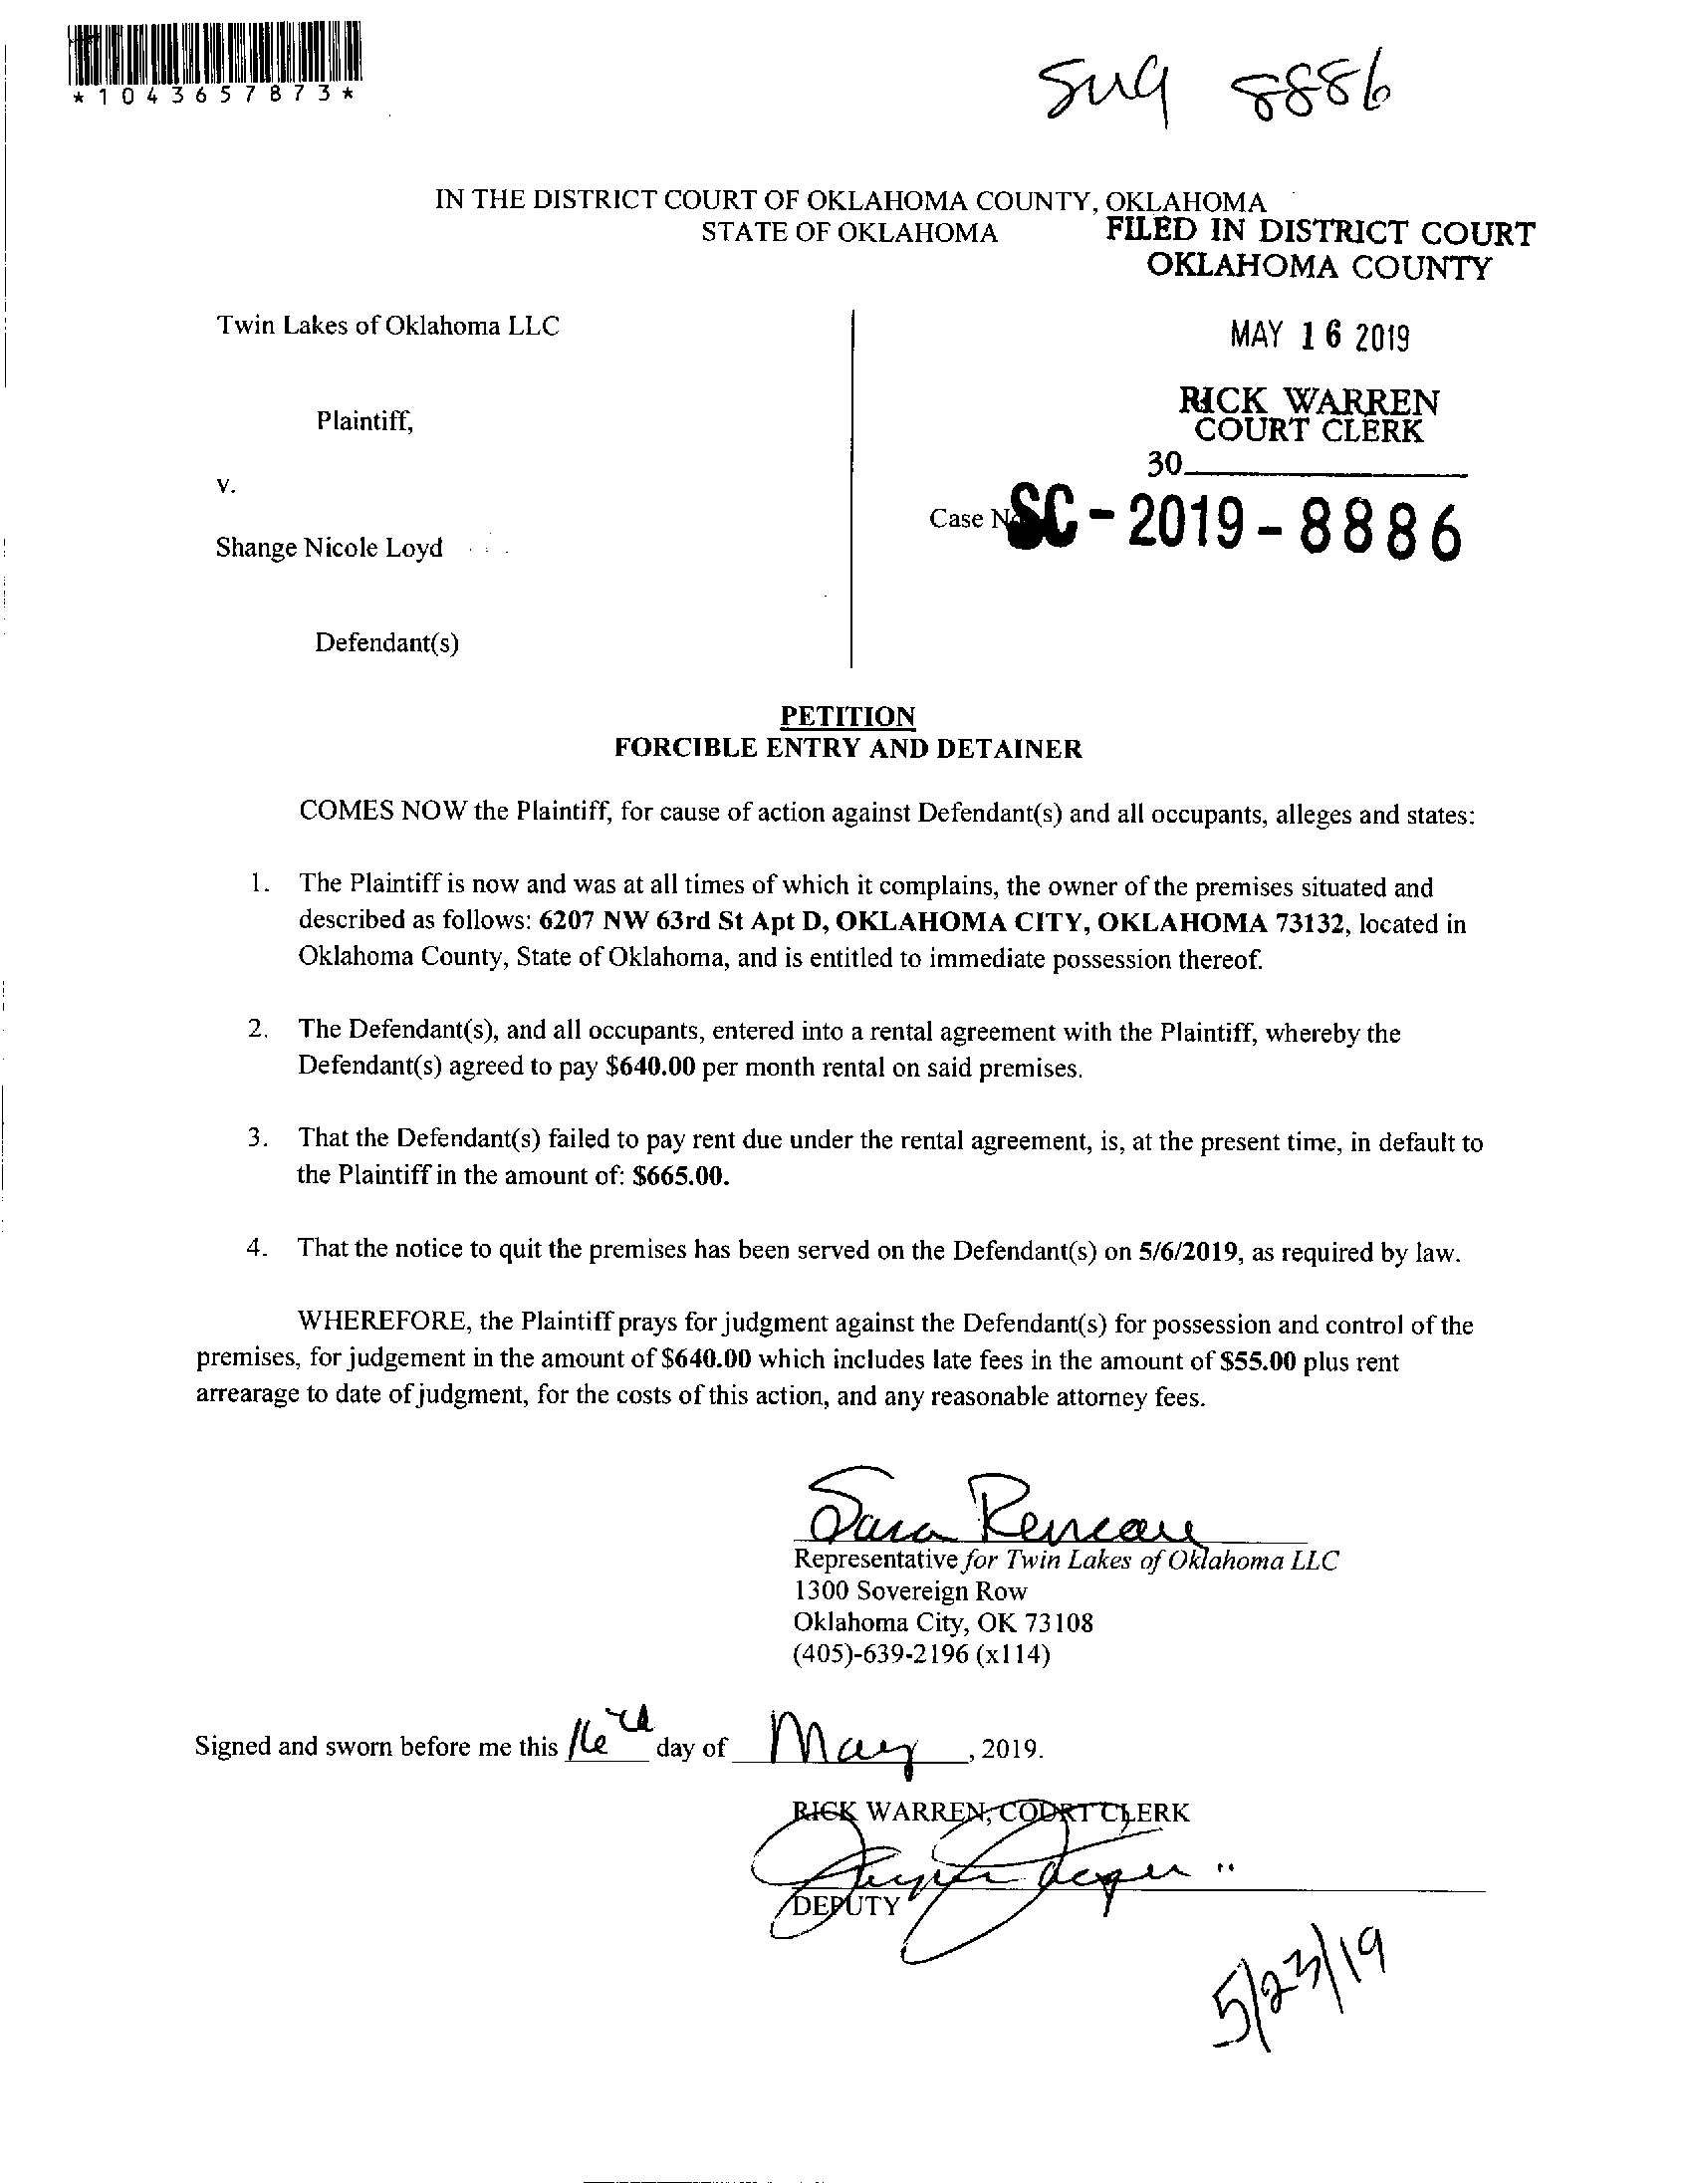 *1043657873*
8886
IN THE DISTRICT COURT OF OKLAHOMA COUNTY, OKLAHOMA
STATE OF OKLAHOMA
FILED IN DISTRICT COURT
OKLAHOMA COUNTY
Twin Lakes of Oklahoma LLC
MAY 16 2019
RICK WARREN
COURT CLERK
Plaintiff,
30
v.
Case No SC-2019-8886
Shange Nicole Loyd
Defendant(s)
PETITION
FORCIBLE ENTRY AND DETAINER
COMES NOW the Plaintiff, for cause of action against Defendant(s) and all occupants, alleges and states:
1. The Plaintiff is now and was at all times of which it complains, the owner of the premises situated and
described as follows: 6207 NW 63rd St Apt D, OKLAHOMA CITY, OKLAHOMA 73132, located in
Oklahoma County, State of Oklahoma, and is entitled to immediate possession thereof.
2. The Defendant(s), and all occupants, entered into a rental agreement with the Plaintiff, whereby the
Defendant(s) agreed to pay $640.00 per month rental on said premises.
3. That the Defendant(s) failed to pay rent due under the rental agreement, is, at the present time, in default to
the Plaintiff in the amount of: $665.00.
4. That the notice to quit the premises has been served on the Defendant(s) on 5/6/2019, as required by law.
WHEREFORE, the Plaintiff prays for judgment against the Defendant(s) for possession and control of the
premises, for judgement in the amount of $640.00 which includes late fees in the amount of $55.00 plus rent
arrearage to date of judgment, for the costs of this action, and any reasonable attorney fees.
Sara Reneau
Representative for Twin Lakes of Oklahoma LLC
1300 Sovereign Row
Oklahoma City, OK 73108
(405)-639-2196 (x114)
Signed and sworn before me this 16 day of May, 2019.
RICK WARREN, COURT CLERK
DEPUTY
5/23/19